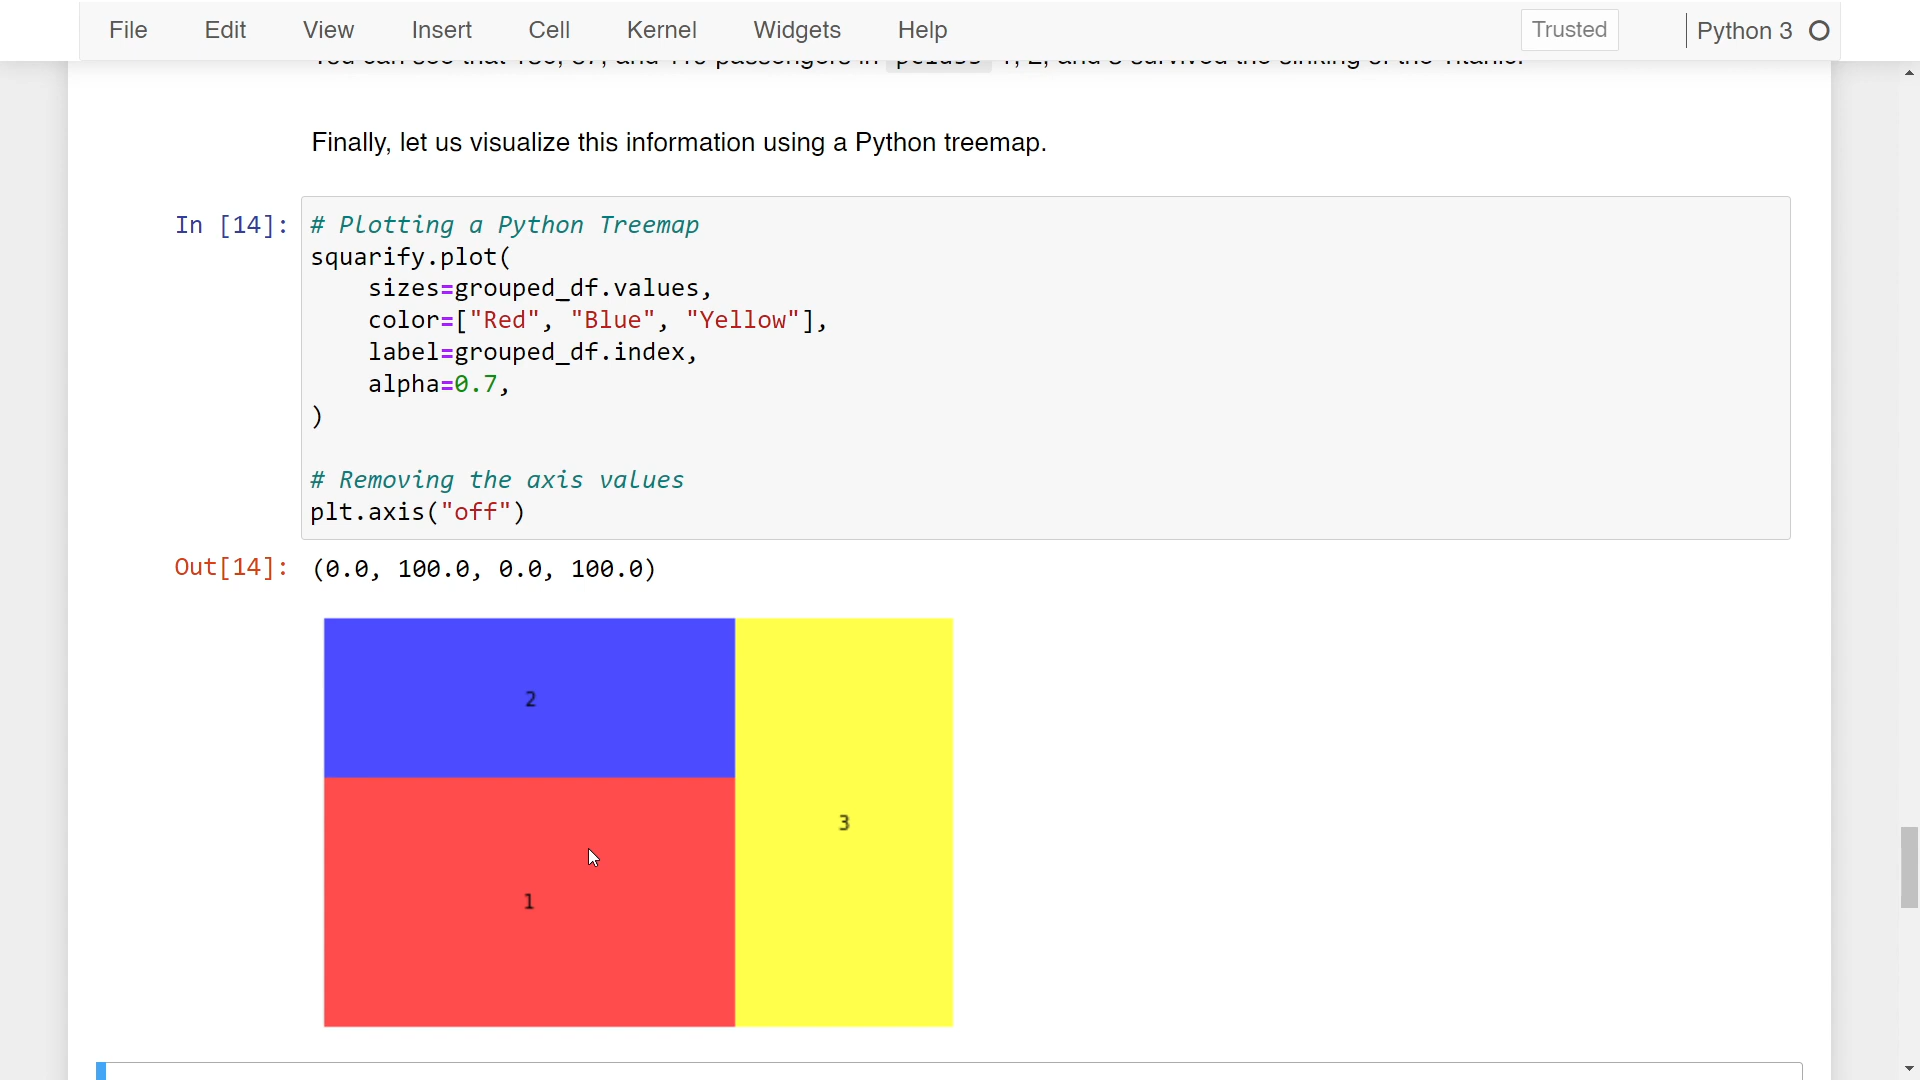 File Edit View Insert Cell Kernel Widgets Help Trusted Python 3
Finally, let us visualize this information using a Python treemap.
In [14]: # Plotting a Python Treemap
squarify.plot(
sizes=grouped_df.values,
color=["Red", "Blue", "Yellow"],
label=grouped_df.index,
alpha=0.7,
)
# Removing the axis values
plt.axis("off")
Out[14]: (0.0, 100.0, 0.0, 100.0)
2
3
1